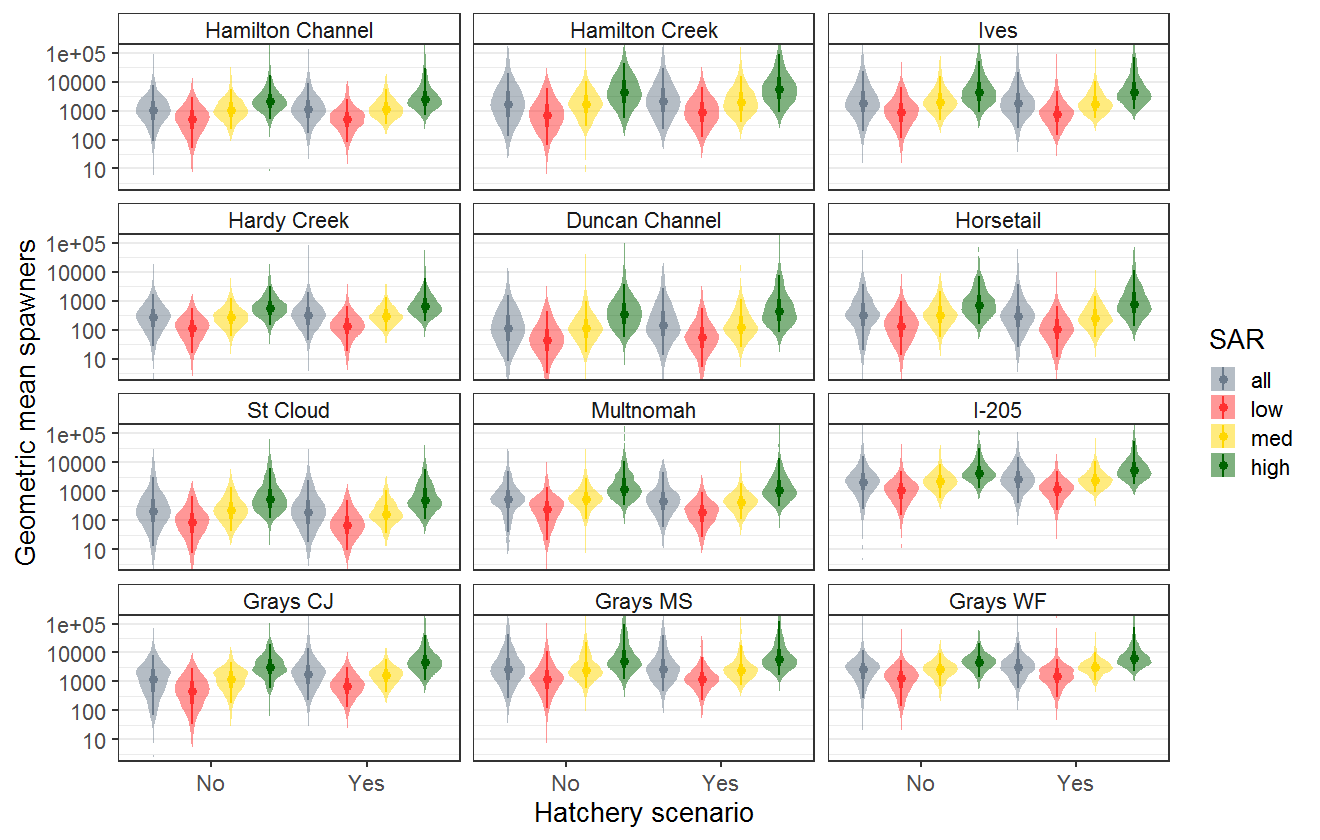 Hamilton Channel
Hamilton Creek
Ives
1e+05
10000
1000
100
10
Hardy Creek
Duncan Channel
Horsetail
1e+05
10000
1000
100
10
St Cloud
Multnomah
I-205
1e+05
10000
1000
100
10
Grays CJ
Grays MS
Grays WF
1e+05
10000
1000
100
10
No
Yes
No
Yes
No
Yes
Hatchery scenario
Geometric mean spawners
SAR
all
low
med
high